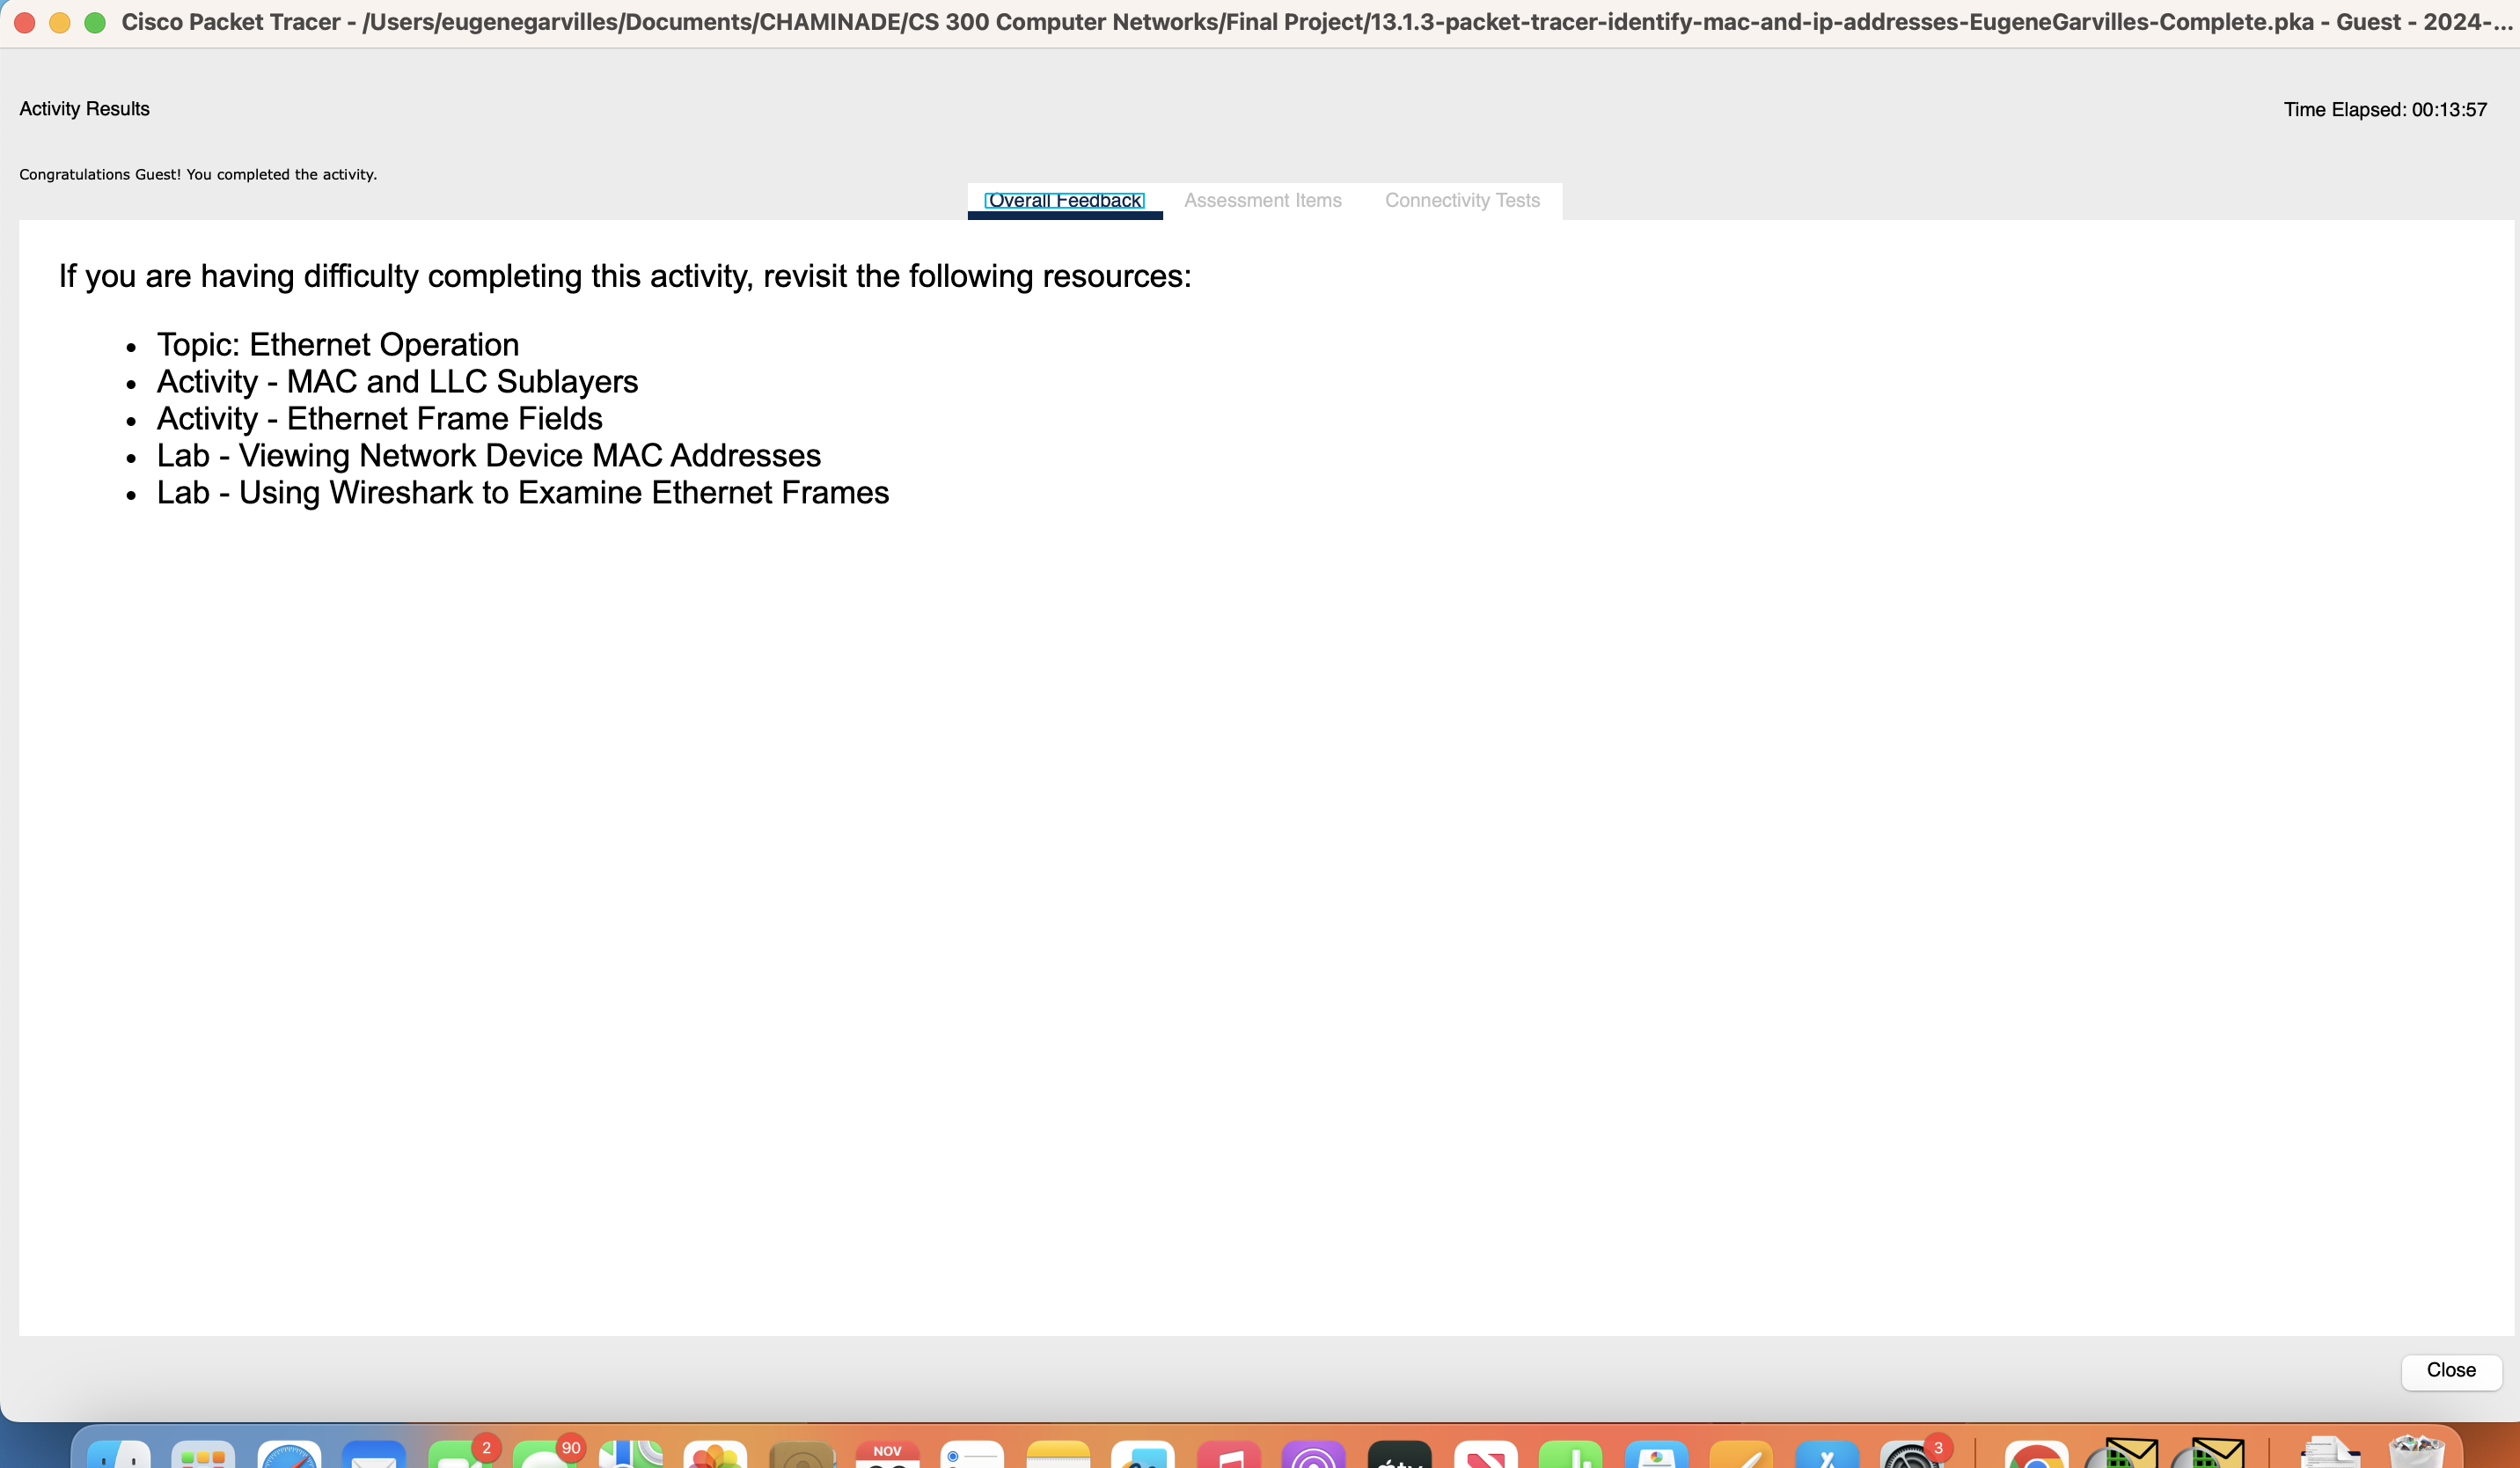 Cisco Packet Tracer - /Users/eugenegarvilles/Documents/CHAMINADE/CS 300 Computer Networks/Final Project/13.1.3-packet-tracer-identify-mac-and-ip-addresses-EugeneGarvilles-Complete.pka - Guest - 2024-...
Activity Results
Time Elapsed: 00:13:57
Congratulations Guest! You completed the activity.
Overall Feedback
Assessment Items
Connectivity Tests
If you are having difficulty completing this activity, revisit the following resources:
• Topic: Ethernet Operation
• Activity - MAC and LLC Sublayers
• Activity - Ethernet Frame Fields
• Lab - Viewing Network Device MAC Addresses
• Lab - Using Wireshark to Examine Ethernet Frames
Close
2
90
NOV
3